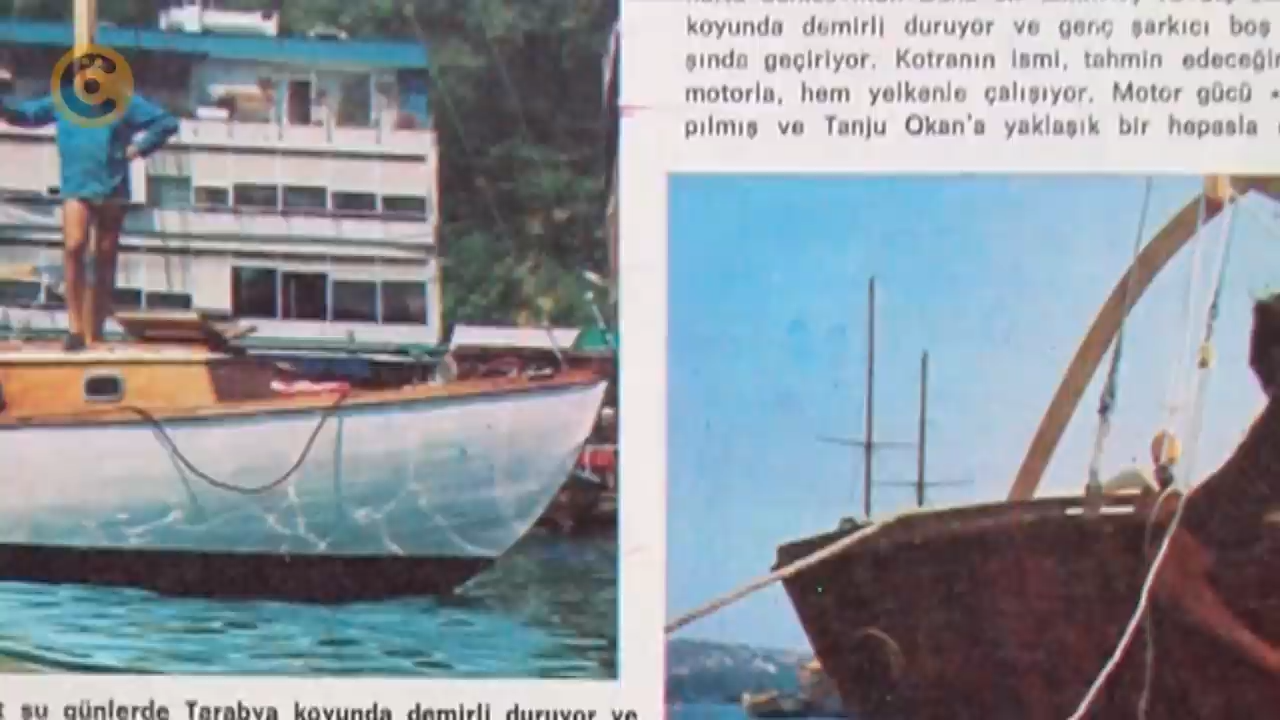 koyunda demirli duruyor ve genç şarkıcı boş
şında geçiriyor. Kotranın ismi, tahmin edeceğin
motorla, hem yelkenle çalışıyor. Motor gücü
pılmış ve Tanju Okan'a yaklaşık bir hepasla
şu günlerde Tarabya koyunda demirli duruyor ve